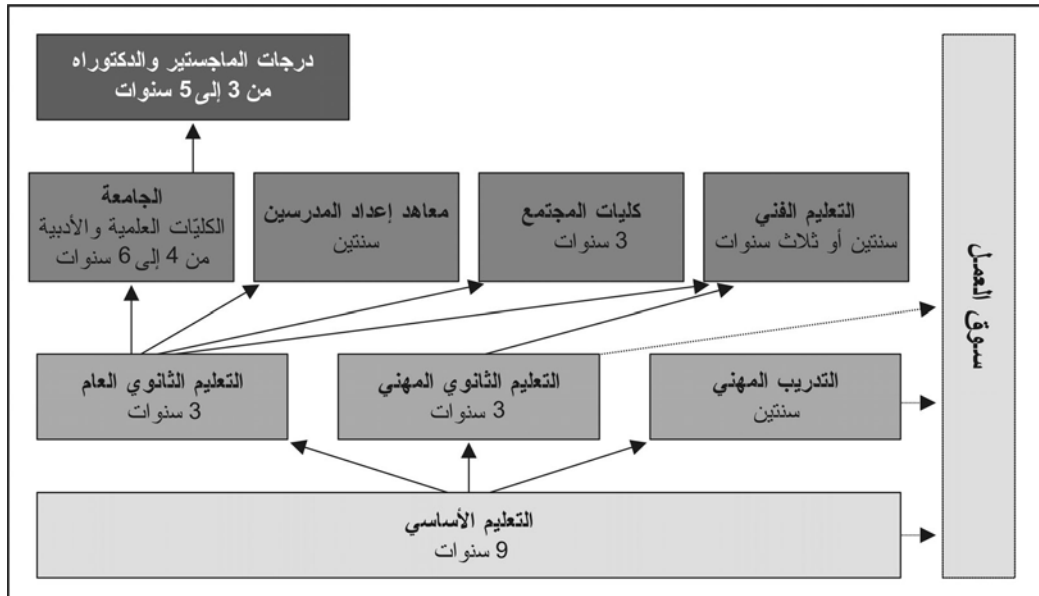 درجات الماجستير والدكتوراه
من 3 إلى 5 سنوات
التعليم الفني
سنتين أو ثلاث سنوات
كليات المجتمع
3 سنوات
معاهد إعداد المدرسين
سنتين
الجامعة
الكليّات العلمية والأدبية
من 4 إلى 6 سنوات
سوق العمل
التدريب المهني
سنتين
التعليم الثانوي المهني
3 سنوات
التعليم الثانوي العام
3 سنوات
التعليم الأساسي
9 سنوات